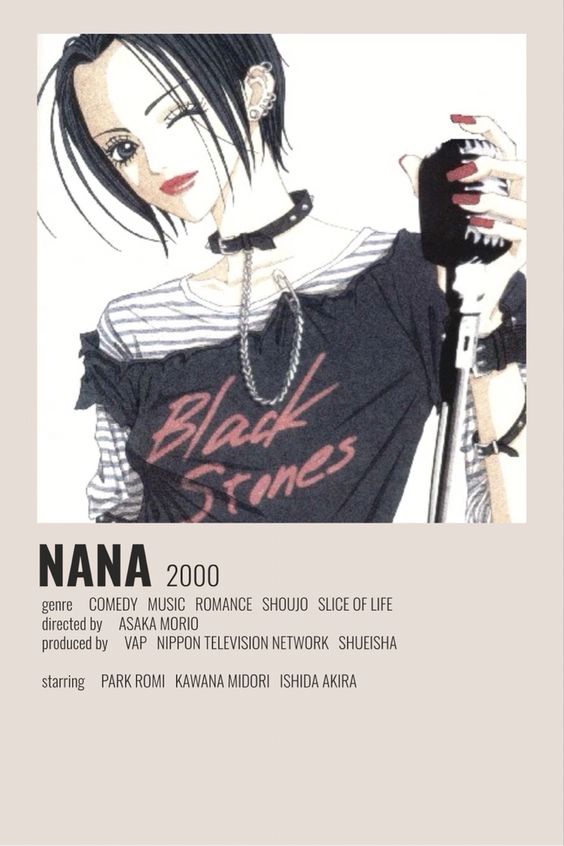 Black
Stones
NANA 2000
genre COMEDY MUSIC ROMANCE SHOUJO SLICE OF LIFE
directed by ASAKA MORIO
produced by VAP NIPPON TELEVISION NETWORK SHUEISHA
starring PARK ROMI KAWANA MIDORI ISHIDA AKIRA